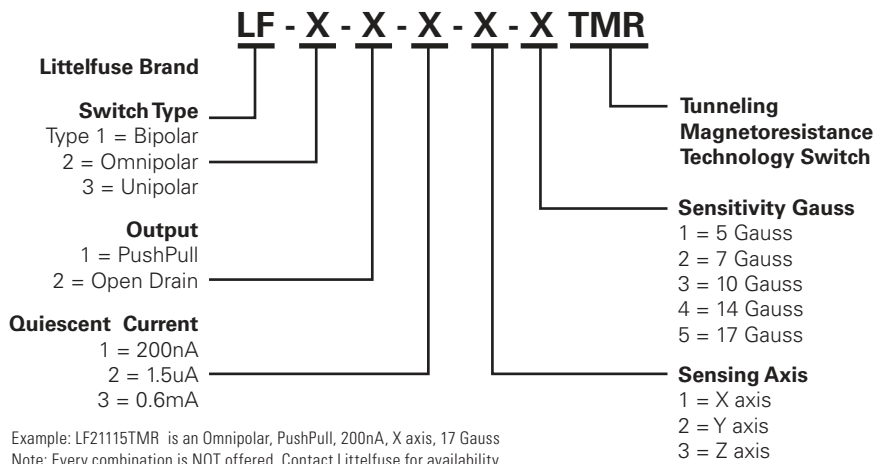 LF - X - X - X - X - X TMR
Littelfuse Brand
Switch Type
Type 1 = Bipolar
2 = Omnipolar
3 = Unipolar
Output
1 = PushPull
2 = Open Drain
Quiescent Current
1 = 200nA
2 = 1.5uA
3 = 0.6mA
Tunneling
Magnetoresistance
Technology Switch
Sensitivity Gauss
1 = 5 Gauss
2 = 7 Gauss
3 = 10 Gauss
4 = 14 Gauss
5 = 17 Gauss
Sensing Axis
1 = X axis
2 = Y axis
3 = Z axis
Example: LF21115TMR is an Omnipolar, PushPull, 200nA, X axis, 17 Gauss
Note: Every combination is NOT offered. Contact Littelfuse for availability